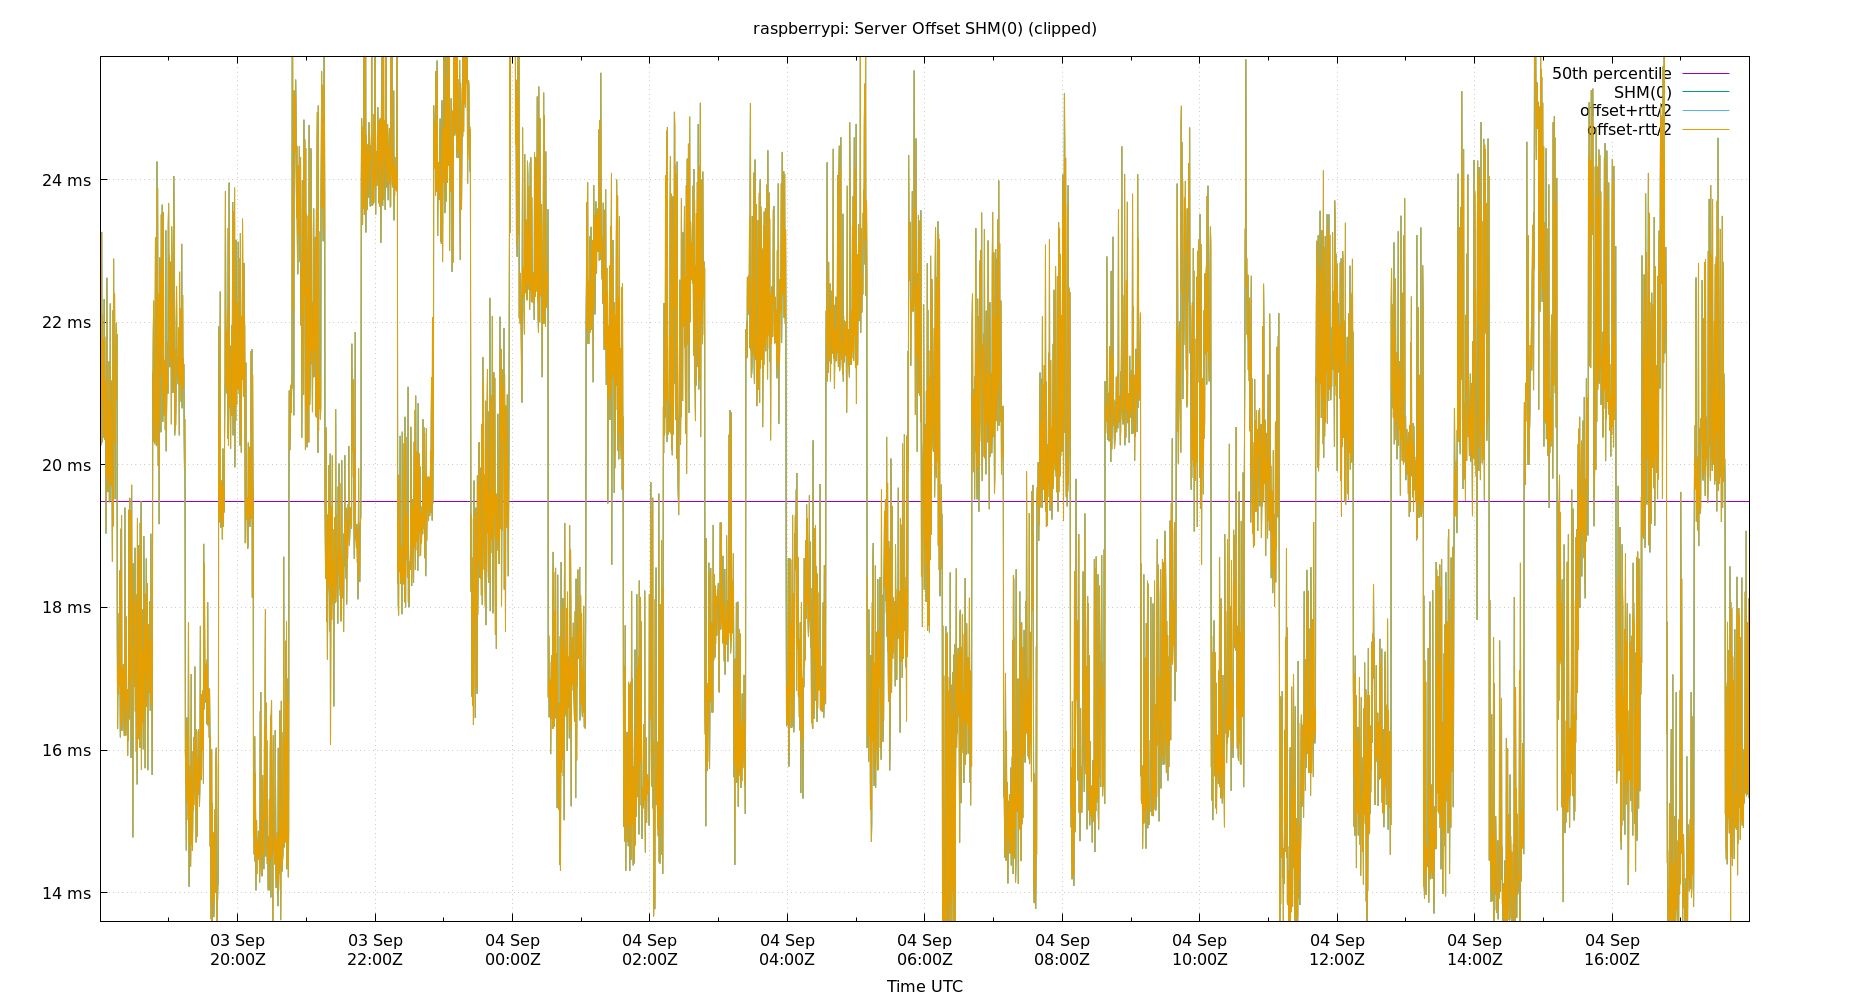 raspberrypi: Server Offset SHM(0) (clipped)
50th percentile
SHM(0)
offset+rtt/2
offset-rtt/2
24 ms
22 ms
20 ms
18 ms
16 ms
14 ms
03 Sep 03 Sep 04 Sep 04 Sep 04 Sep 04 Sep 04 Sep 04 Sep 04 Sep 04 Sep 04 Sep
20:00Z 22:00Z 00:00Z 02:00Z 04:00Z 06:00Z 08:00Z 10:00Z 12:00Z 14:00Z 16:00Z
Time UTC